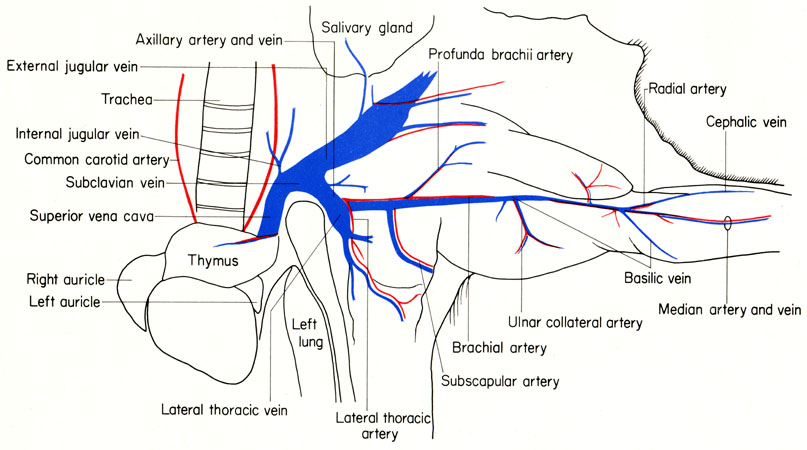 Salivary gland
Axillary artery and vein
Profunda brachii artery
External jugular vein
Radial artery
Trachea
Cephalic vein
Internal jugular vein
Common carotid artery
Subclavian vein
Superior vena cava
Thymus
Right auricle
Basilic vein
Left auricle
Median artery and vein
Left
lung
Ulnar collateral artery
Brachial artery
Subscapular artery
Lateral thoracic vein
Lateral thoracic
artery